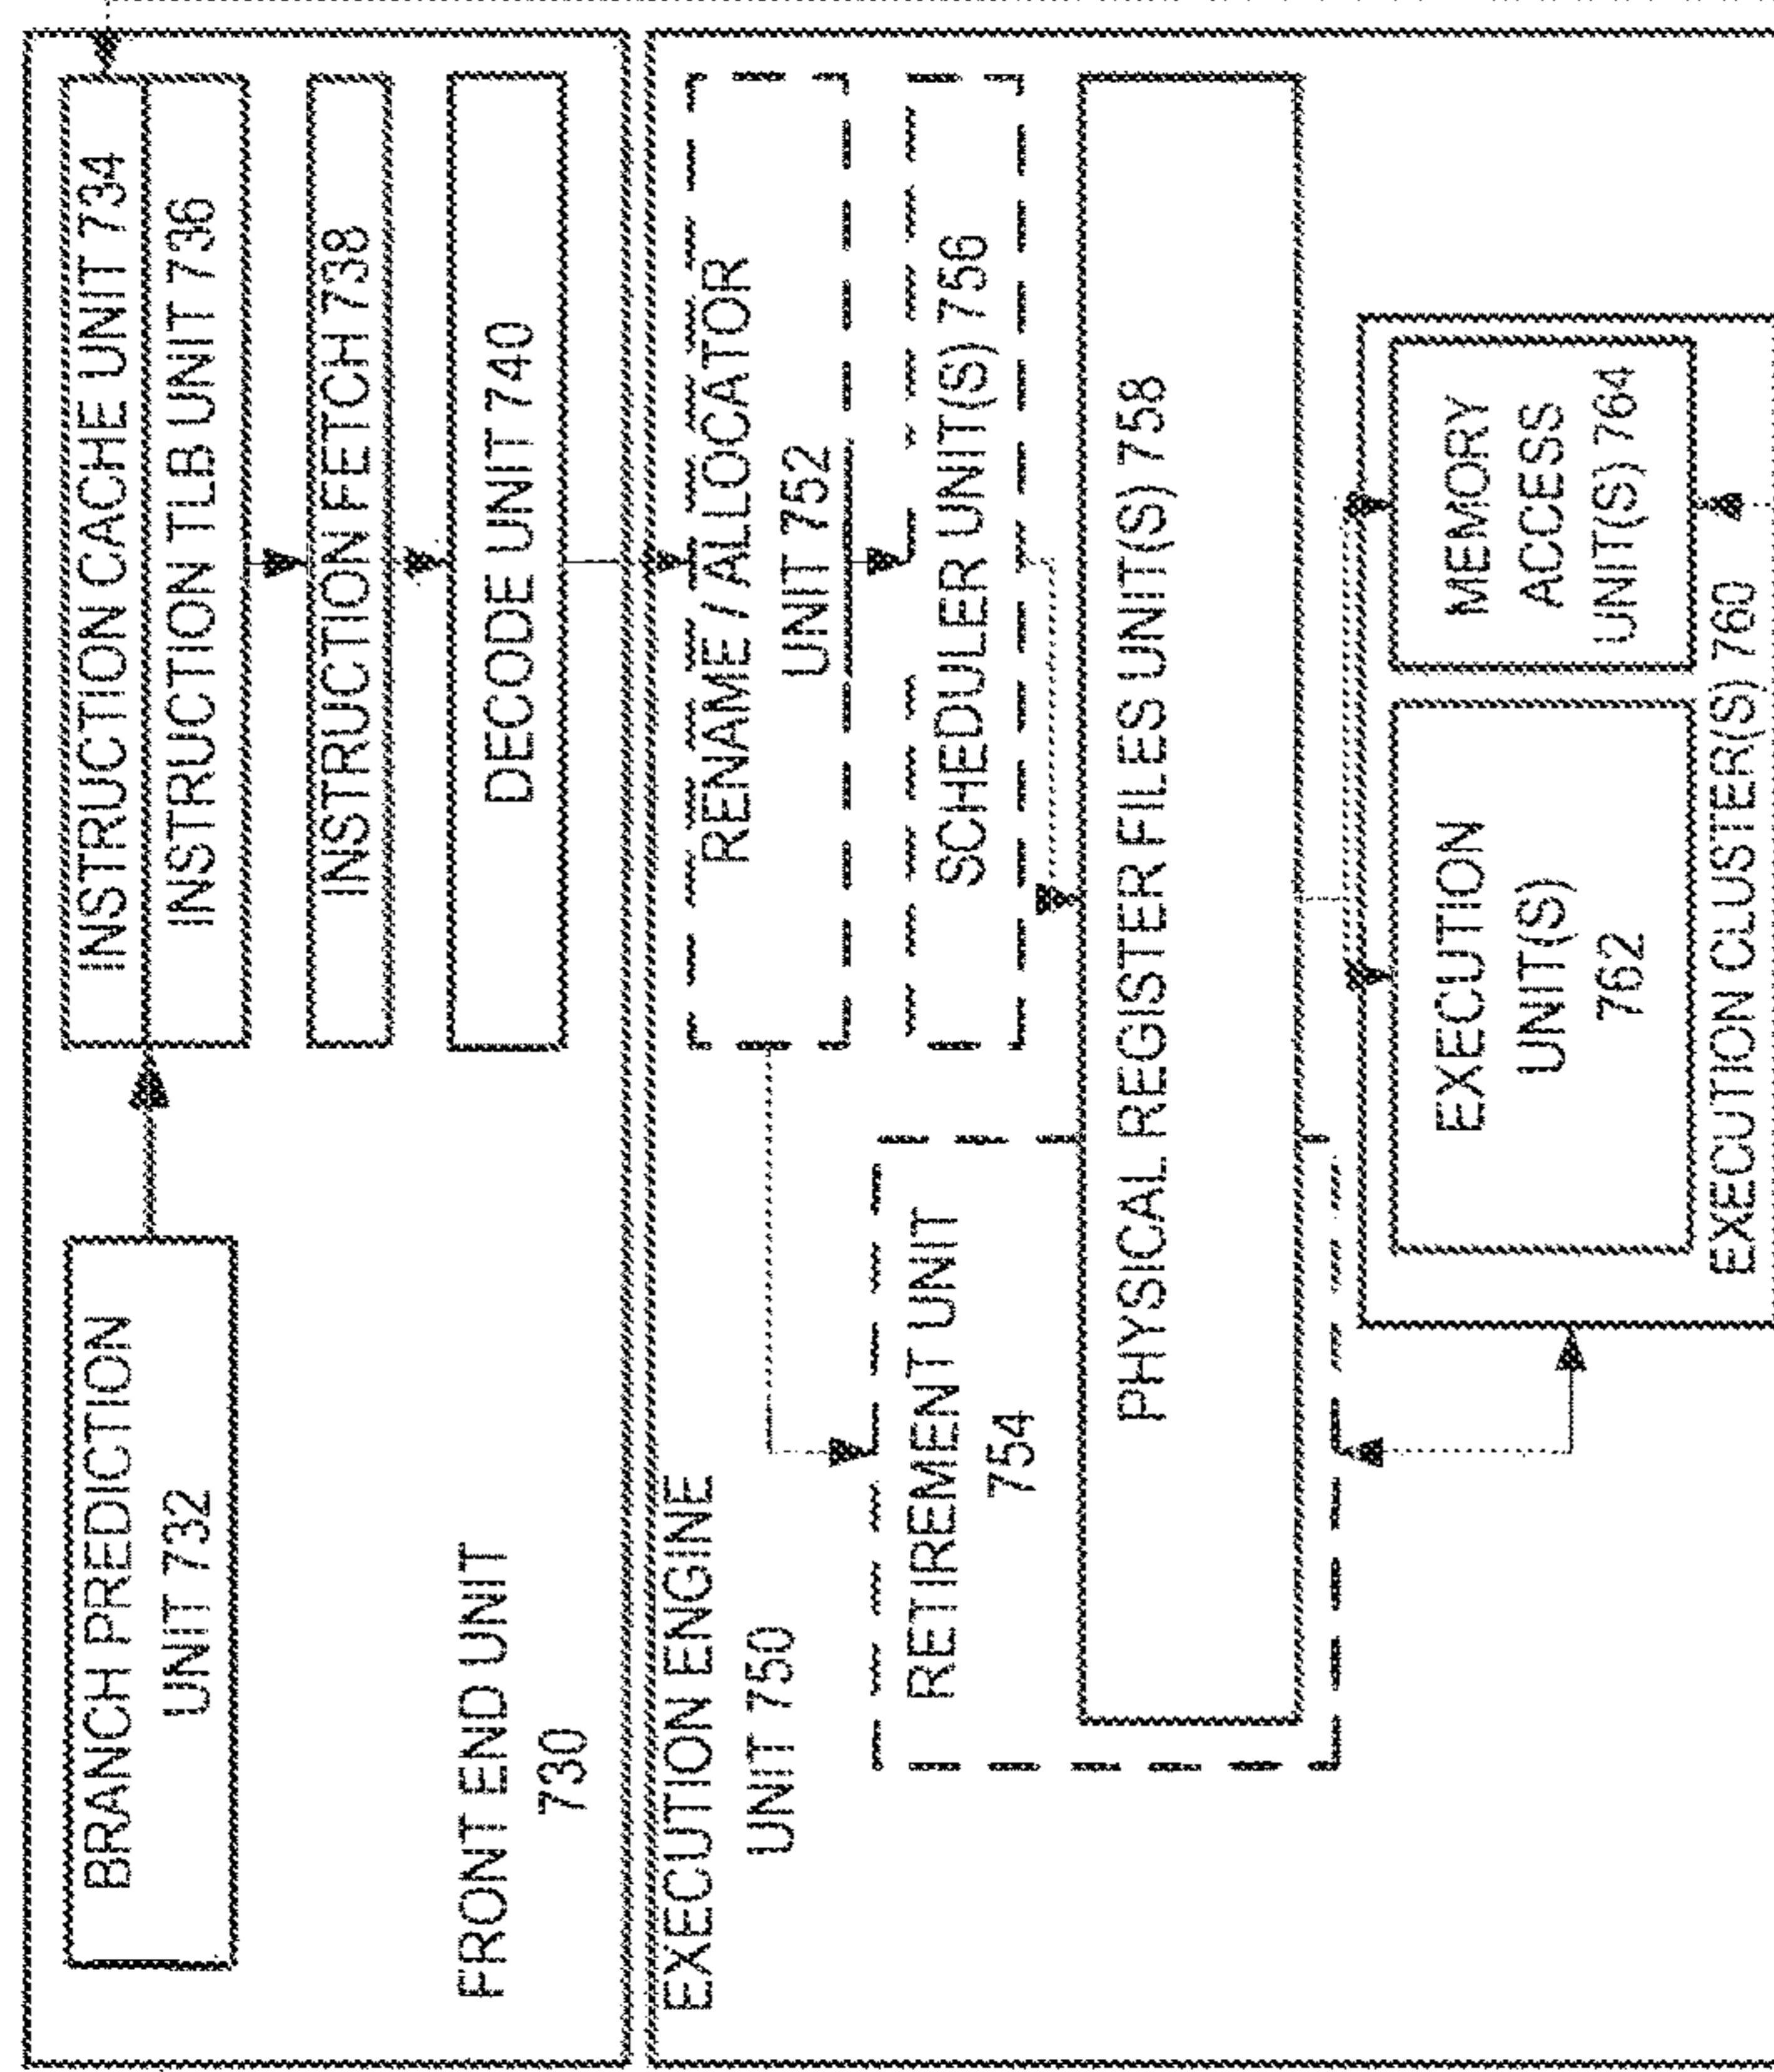 BRANCH PREDICTION
UNIT 732
INSTRUCTION CACHE UNIT 734
INSTRUCTION TLB UNIT 736
INSTRUCTION FETCH 738
DECODE UNIT 740
FRONT END UNIT
730
EXECUTION ENGINE
UNIT 750
RENAME / ALLOCATOR
UNIT 752
SCHEDULER UNIT(S) 756
RETIREMENT UNIT
754
PHYSICAL REGISTER FILES UNIT(S) 758
EXECUTION
UNIT(S)
762
MEMORY
ACCESS
UNIT(S) 764
EXECUTION CLUSTER(S) 760